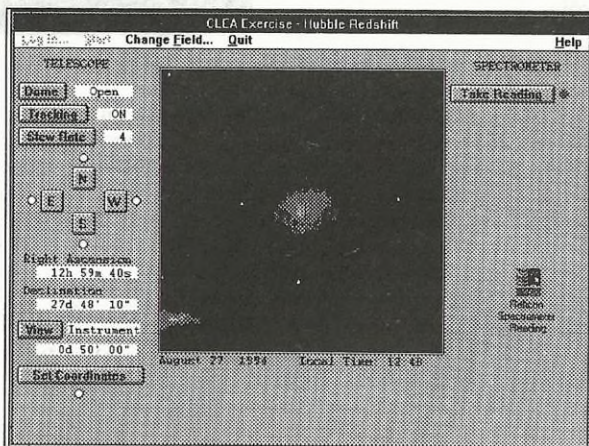 CLEA Exercise - Hubble Redshift
Log In... Start Change Field... Quit Help
TELESCOPE
Dome Open
Tracking ON
Slew Rate 4
N
E W
S
Right Ascension
12h 59m 40s
Declination
27d 48' 10"
View Instrument
0d 50' 00"
Set Coordinates
August 27 1994 Local Time 12 48
SPECTROMETER
Take Reading
Reticon
Spectrometer
Reading